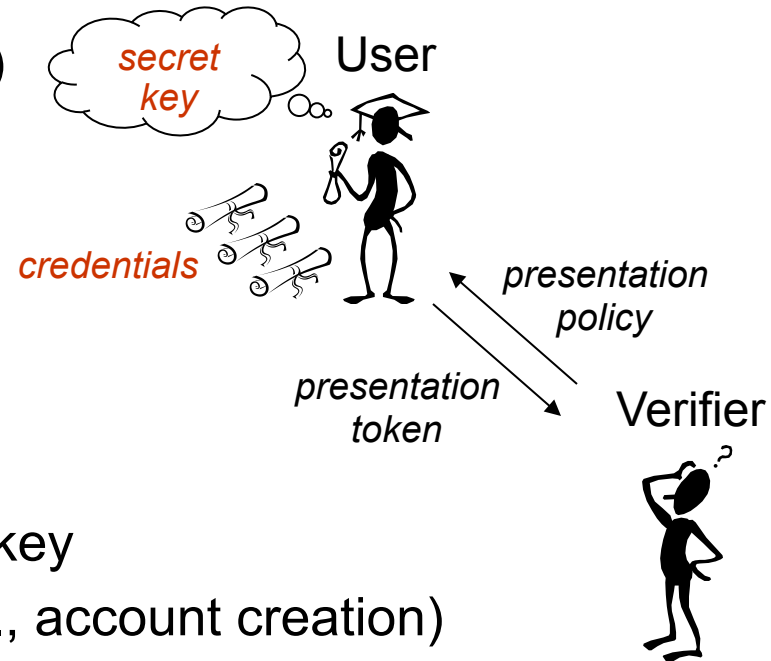 )
secret
key
User
credentials
presentation
policy
presentation
token
Verifier
?
key
., account creation)